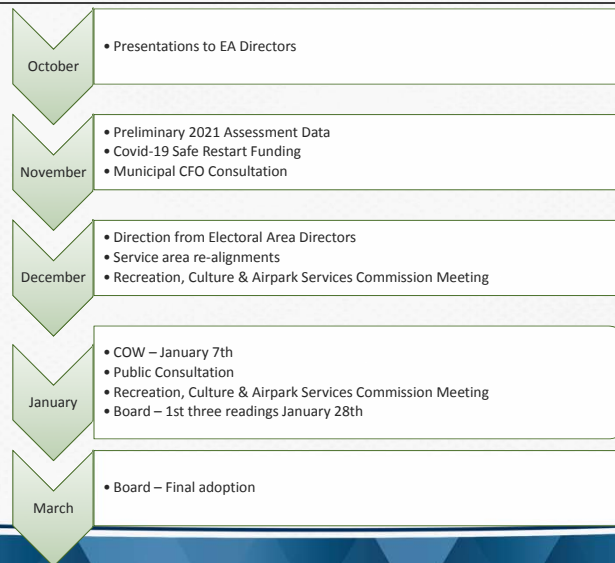 October
• Presentations to EA Directors
November
• Preliminary 2021 Assessment Data
• Covid-19 Safe Restart Funding
• Municipal CFO Consultation
December
• Direction from Electoral Area Directors
• Service area re-alignments
• Recreation, Culture & Airpark Services Commission Meeting
January
• COW – January 7th
• Public Consultation
• Recreation, Culture & Airpark Services Commission Meeting
• Board – 1st three readings January 28th
March
• Board – Final adoption